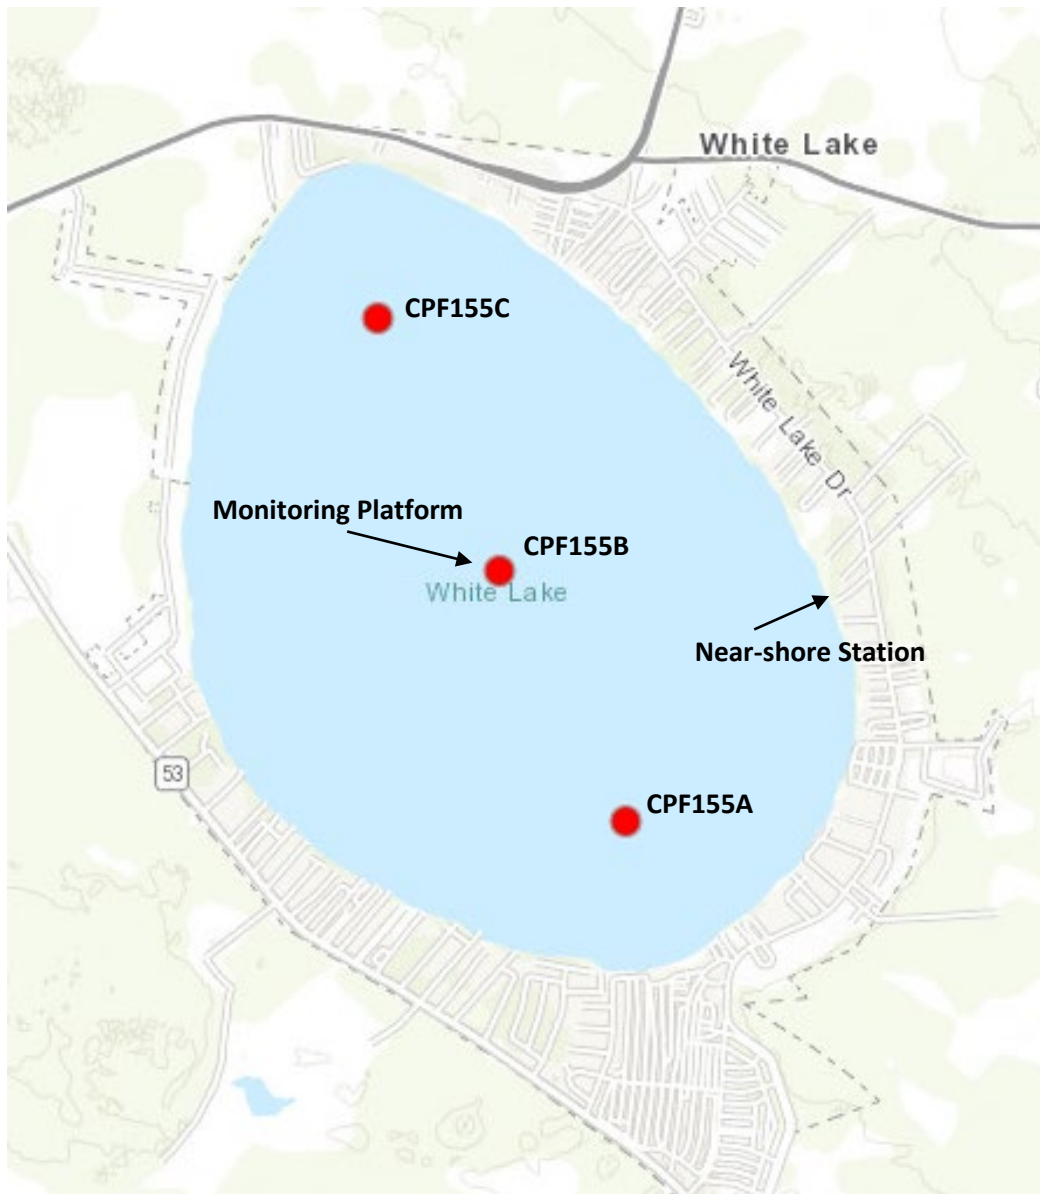 White Lake
CPF155C
White Lake Dr
Monitoring Platform
CPF155B
White Lake
Near-shore Station
53
CPF155A